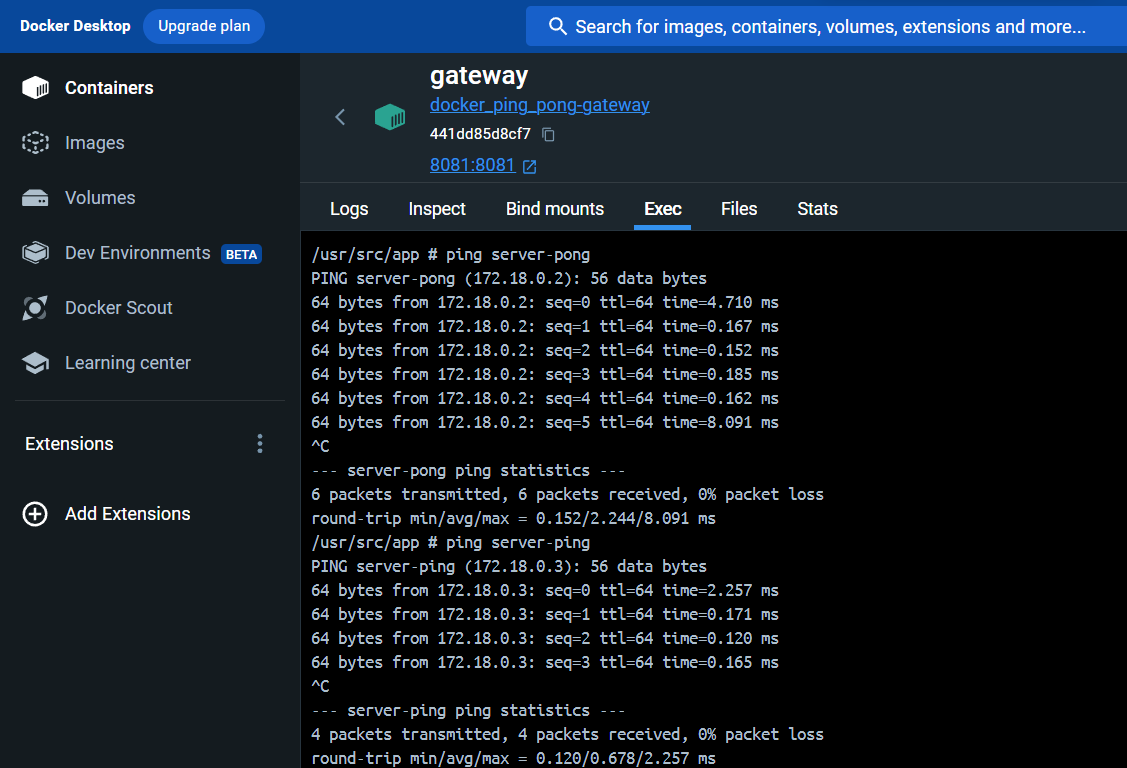 Docker Desktop
Upgrade plan
Search for images, containers, volumes, extensions and more...
Containers
Images
Volumes
Dev Environments BETA
Docker Scout
Learning center
Extensions
Add Extensions
gateway
docker_ping_pong-gateway
441dd85d8cf7
8081:8081
Logs Inspect Bind mounts Exec Files Stats
/usr/src/app # ping server-pong
PING server-pong (172.18.0.2): 56 data bytes
64 bytes from 172.18.0.2: seq=0 ttl=64 time=4.710 ms
64 bytes from 172.18.0.2: seq=1 ttl=64 time=0.167 ms
64 bytes from 172.18.0.2: seq=2 ttl=64 time=0.152 ms
64 bytes from 172.18.0.2: seq=3 ttl=64 time=0.185 ms
64 bytes from 172.18.0.2: seq=4 ttl=64 time=0.162 ms
64 bytes from 172.18.0.2: seq=5 ttl=64 time=8.091 ms
^C
--- server-pong ping statistics ---
6 packets transmitted, 6 packets received, 0% packet loss
round-trip min/avg/max = 0.152/2.244/8.091 ms
/usr/src/app # ping server-ping
PING server-ping (172.18.0.3): 56 data bytes
64 bytes from 172.18.0.3: seq=0 ttl=64 time=2.257 ms
64 bytes from 172.18.0.3: seq=1 ttl=64 time=0.171 ms
64 bytes from 172.18.0.3: seq=2 ttl=64 time=0.120 ms
64 bytes from 172.18.0.3: seq=3 ttl=64 time=0.165 ms
^C
--- server-ping ping statistics ---
4 packets transmitted, 4 packets received, 0% packet loss
round-trip min/avg/max = 0.120/0.678/2.257 ms